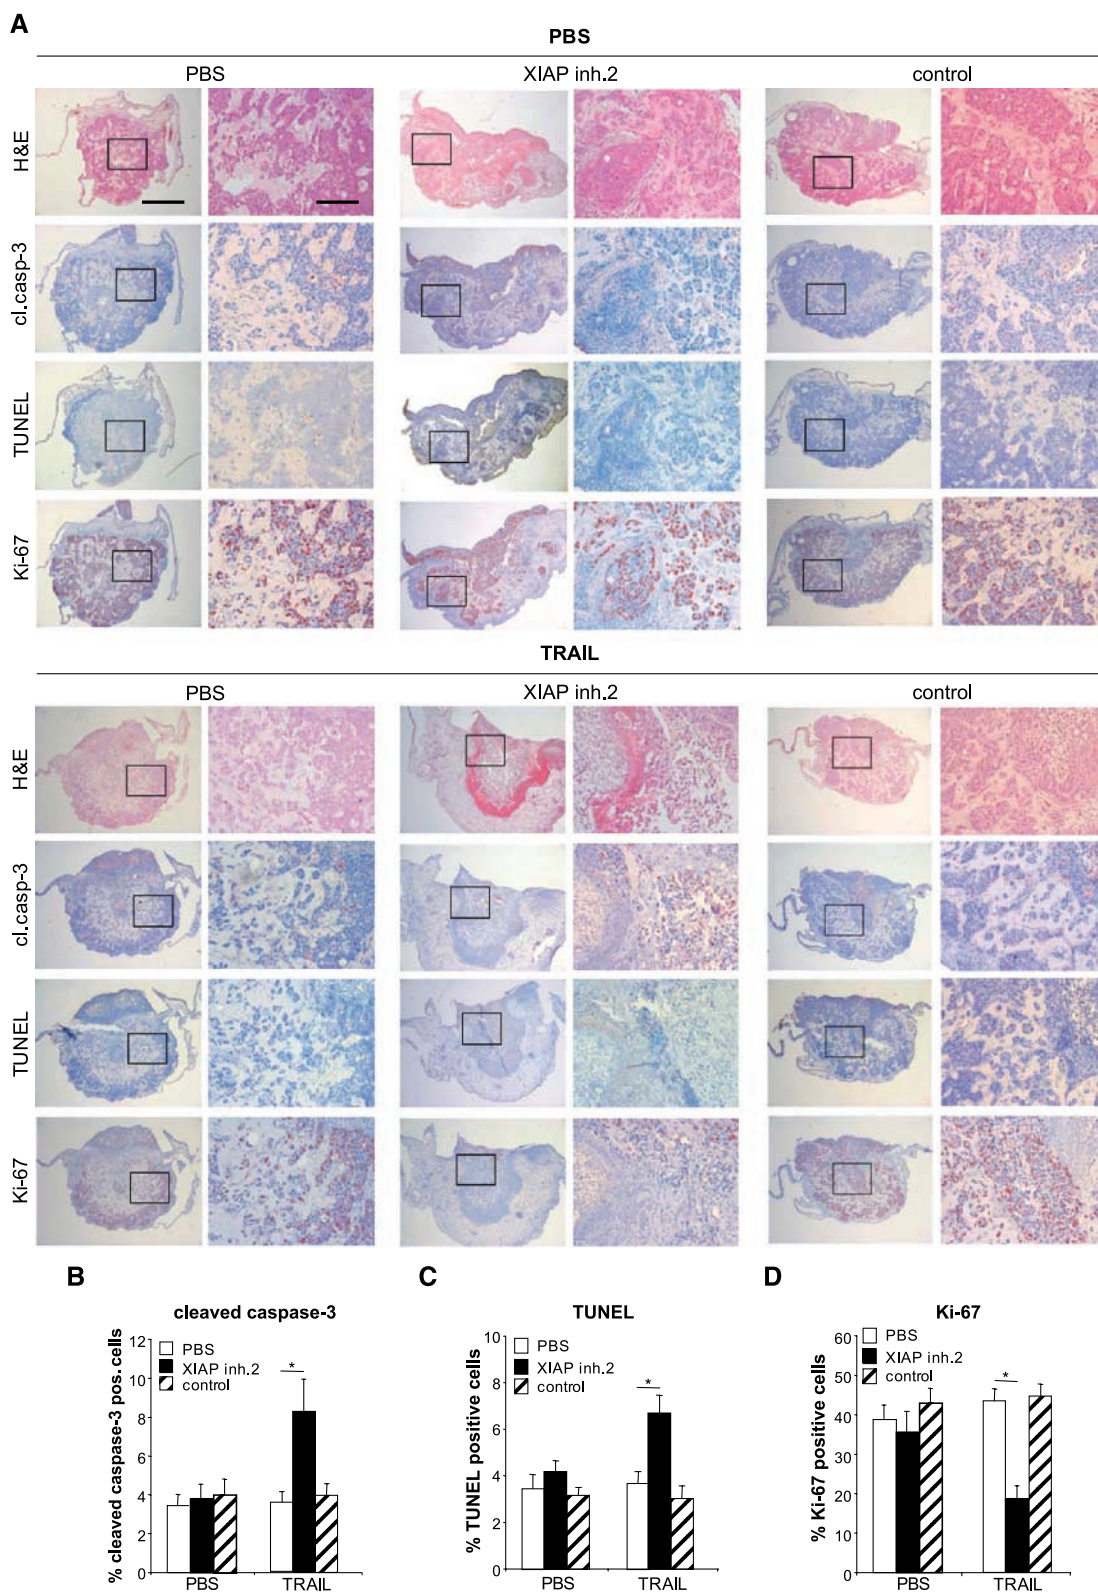 A
PBS
PBS XIAP inh.2 control
H&E
cl.casp-3
TUNEL
Ki-67
TRAIL
PBS XIAP inh.2 control
H&E
cl.casp-3
TUNEL
Ki-67
B
cleaved caspase-3
% cleaved caspase-3 pos.cells
12
10
8
6
4
2
0
PBS
XIAP inh.2
control
*
PBS TRAIL
C
TUNEL
% TUNEL positive cells
10
8
6
4
2
0
PBS
XIAP inh.2
control
*
PBS TRAIL
D
Ki-67
% Ki-67 positive cells
60
50
40
30
20
10
0
PBS
XIAP inh.2
control
*
PBS TRAIL